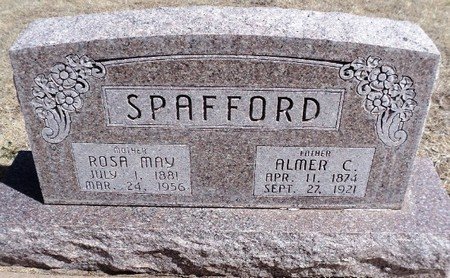 SPAFFORD
MOTHER
ROSA MAY
JULY 1, 1881
MAR. 24, 1956
FATHER
ALMER C.
APR. 11, 1874
SEPT. 27, 1921